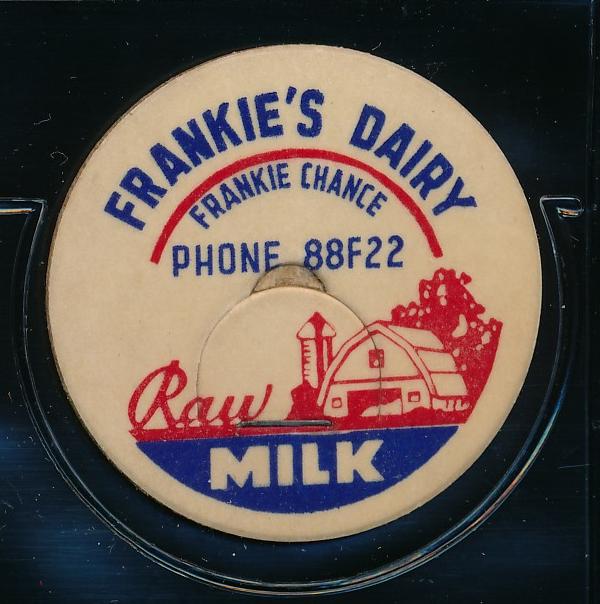 FRANKIE'S DAIRY
FRANKIE CHANCE
PHONE 88F22
Raw
MILK